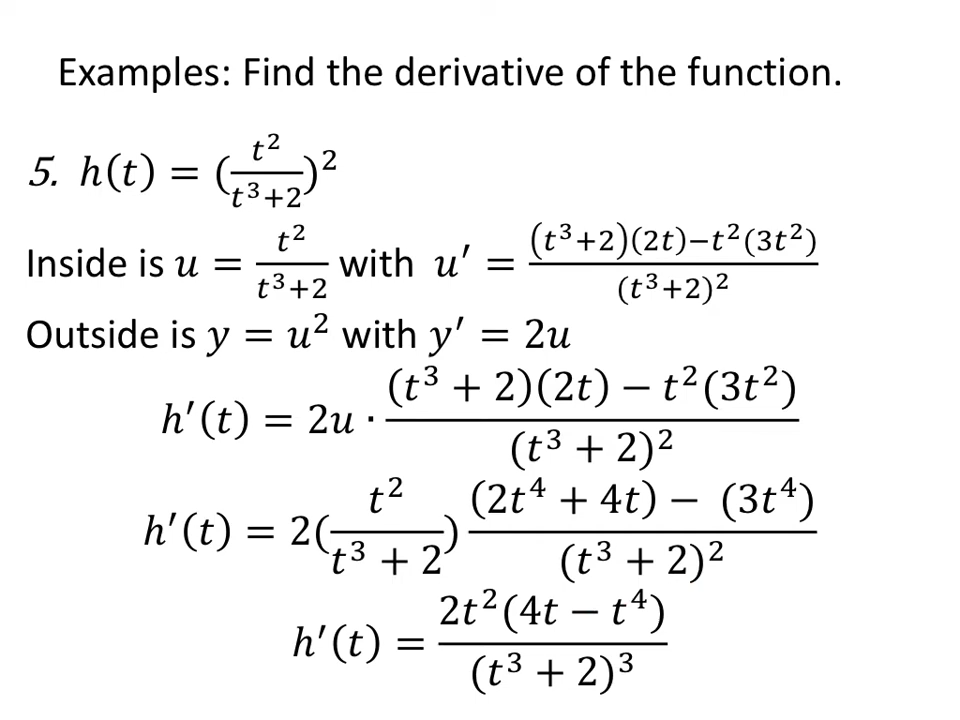 Examples: Find the derivative of the function.
5. h(t) = (t²/(t³+2))²
Inside is u = t²/(t³+2) with u′ = ((t³+2)(2t)−t²(3t²))/(t³+2)²
Outside is y = u² with y′ = 2u
h′(t) = 2u · ((t³ + 2)(2t) − t²(3t²))/(t³ + 2)²
h′(t) = 2(t²/(t³ + 2)) ((2t⁴ + 4t) − (3t⁴))/(t³ + 2)²
h′(t) = 2t²(4t − t⁴)/(t³ + 2)³